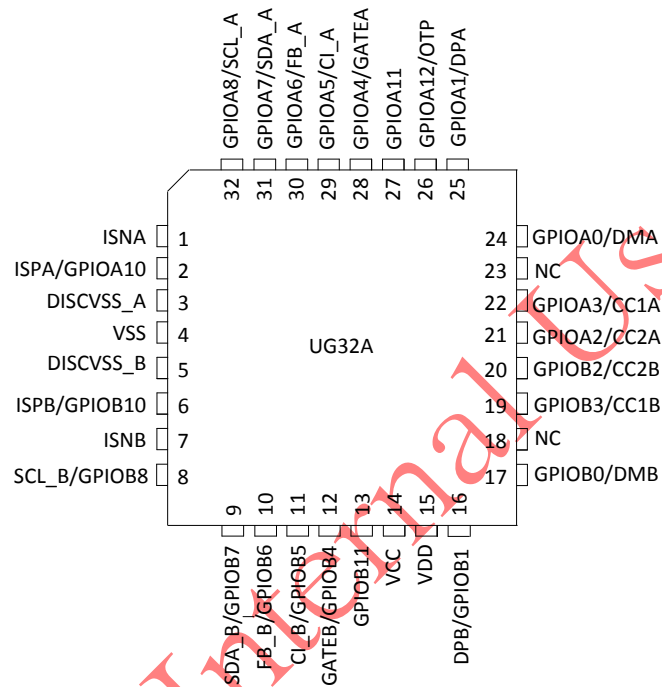 GPIOA8/SCL_A
GPIOA7/SDA_A
GPIOA6/FB_A
GPIOA5/CI_A
GPIOA4/GATEA
GPIOA11
GPIOA12/OTP
GPIOA1/DPA
32
31
30
29
28
27
26
25
ISNA 1
ISPA/GPIOA10 2
DISCVSS_A 3
VSS 4
DISCVSS_B 5
ISPB/GPIOB10 6
ISNB 7
SCL_B/GPIOB8 8
UG32A
24 GPIOA0/DMA
23 NC
22 GPIOA3/CC1A
21 GPIOA2/CC2A
20 GPIOB2/CC2B
19 GPIOB3/CC1B
18 NC
17 GPIOB0/DMB
9
10
11
12
13
14
15
16
SDA_B/GPIOB7
FB_B/GPIOB6
CI_B/GPIOB5
GATEB/GPIOB4
GPIOB11
VCC
VDD
DPB/GPIOB1
Internal Us